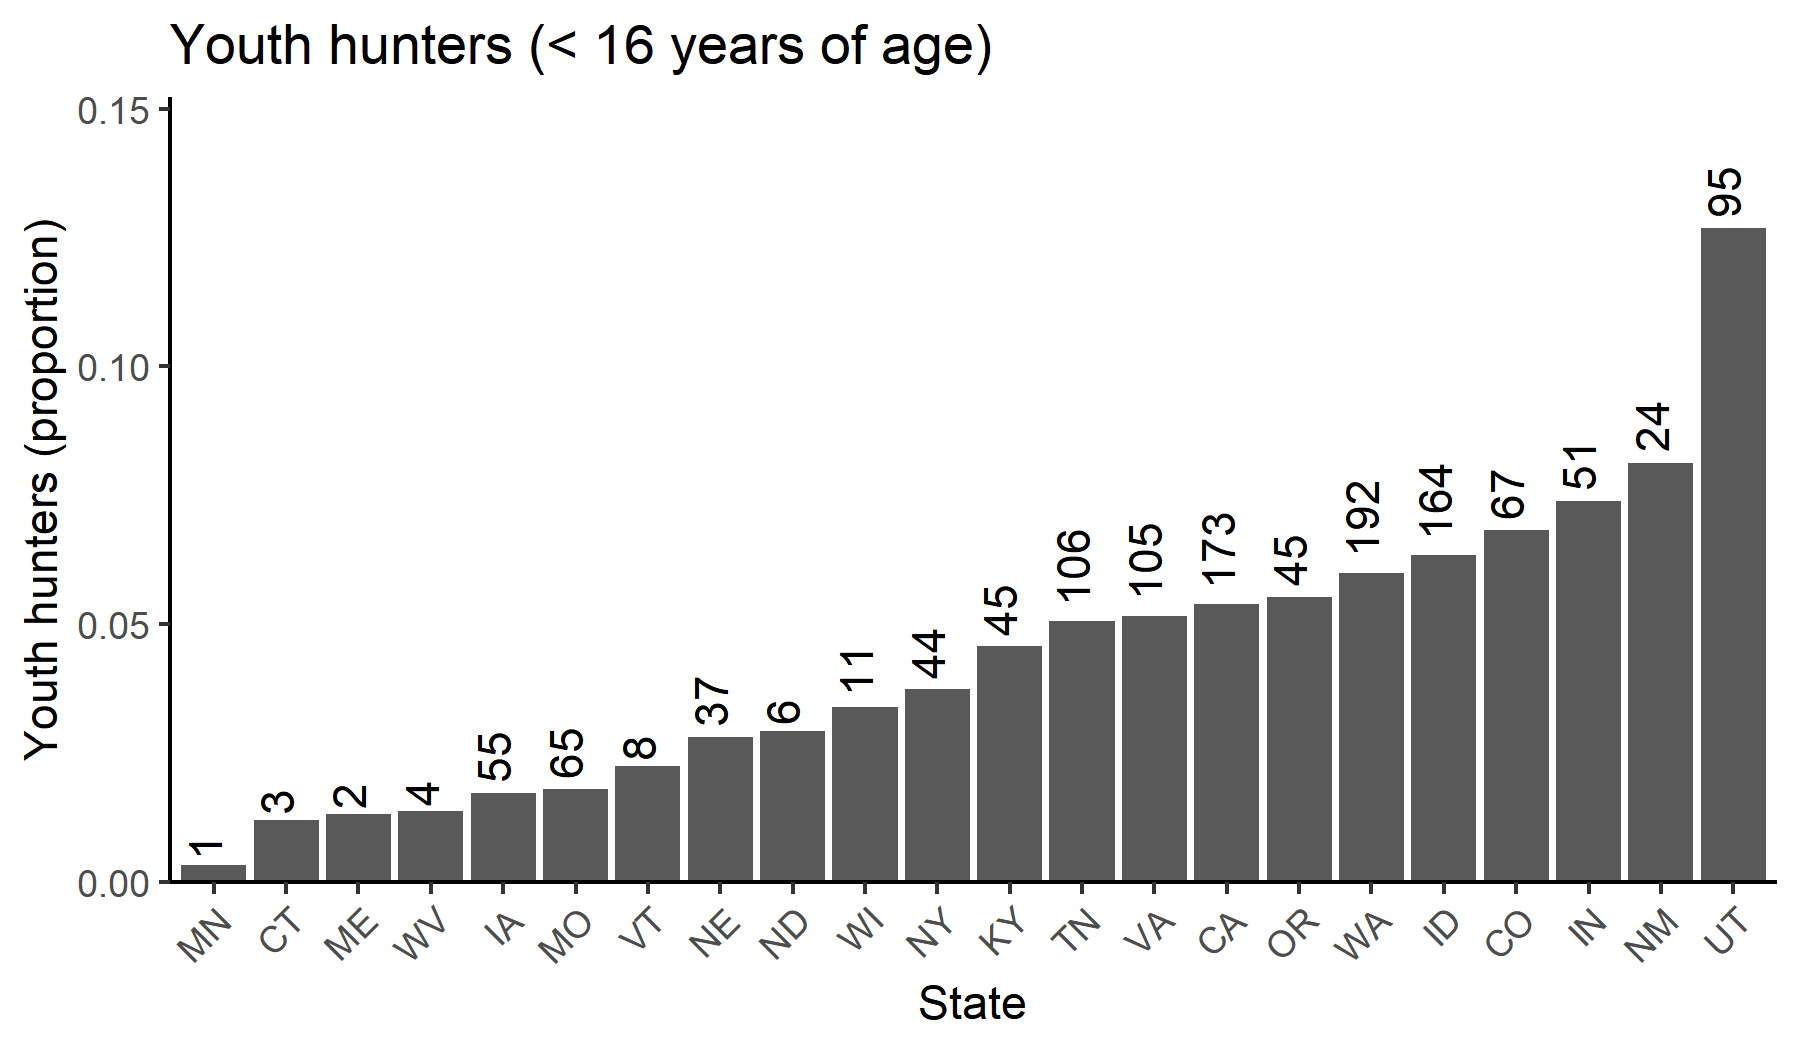 Youth hunters (< 16 years of age)
Youth hunters (proportion)
0.15
0.10
0.05
0.00
1
3
2
4
55
65
8
37
6
11
44
45
106
105
173
45
192
164
67
51
24
95
MN
CT
ME
WV
IA
MO
VT
NE
ND
WI
NY
KY
TN
VA
CA
OR
WA
ID
CO
IN
NM
UT
State